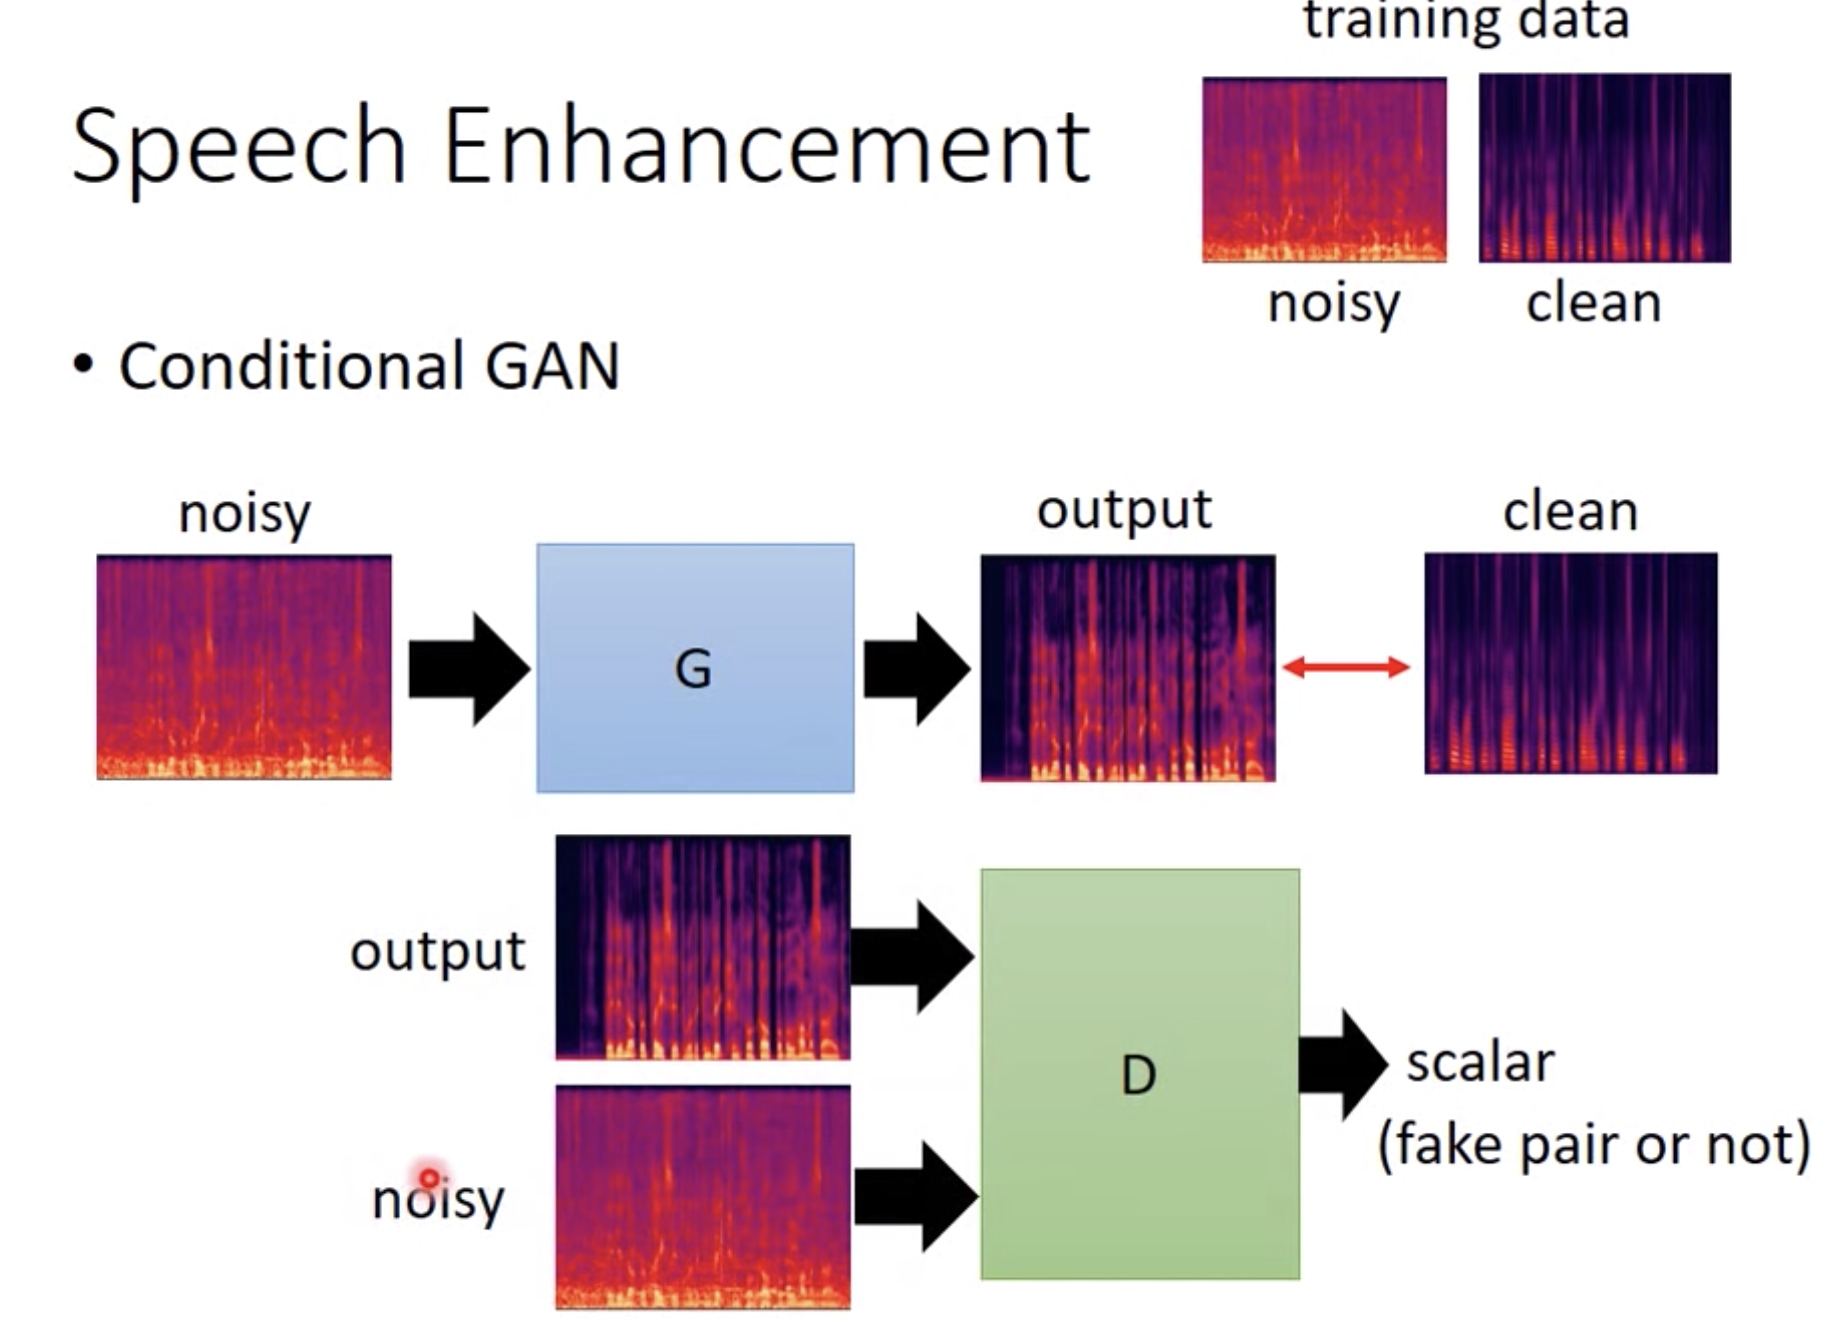 training data
Speech Enhancement
noisy
clean
• Conditional GAN
noisy
output
clean
G
output
D
scalar
(fake pair or not)
noisy